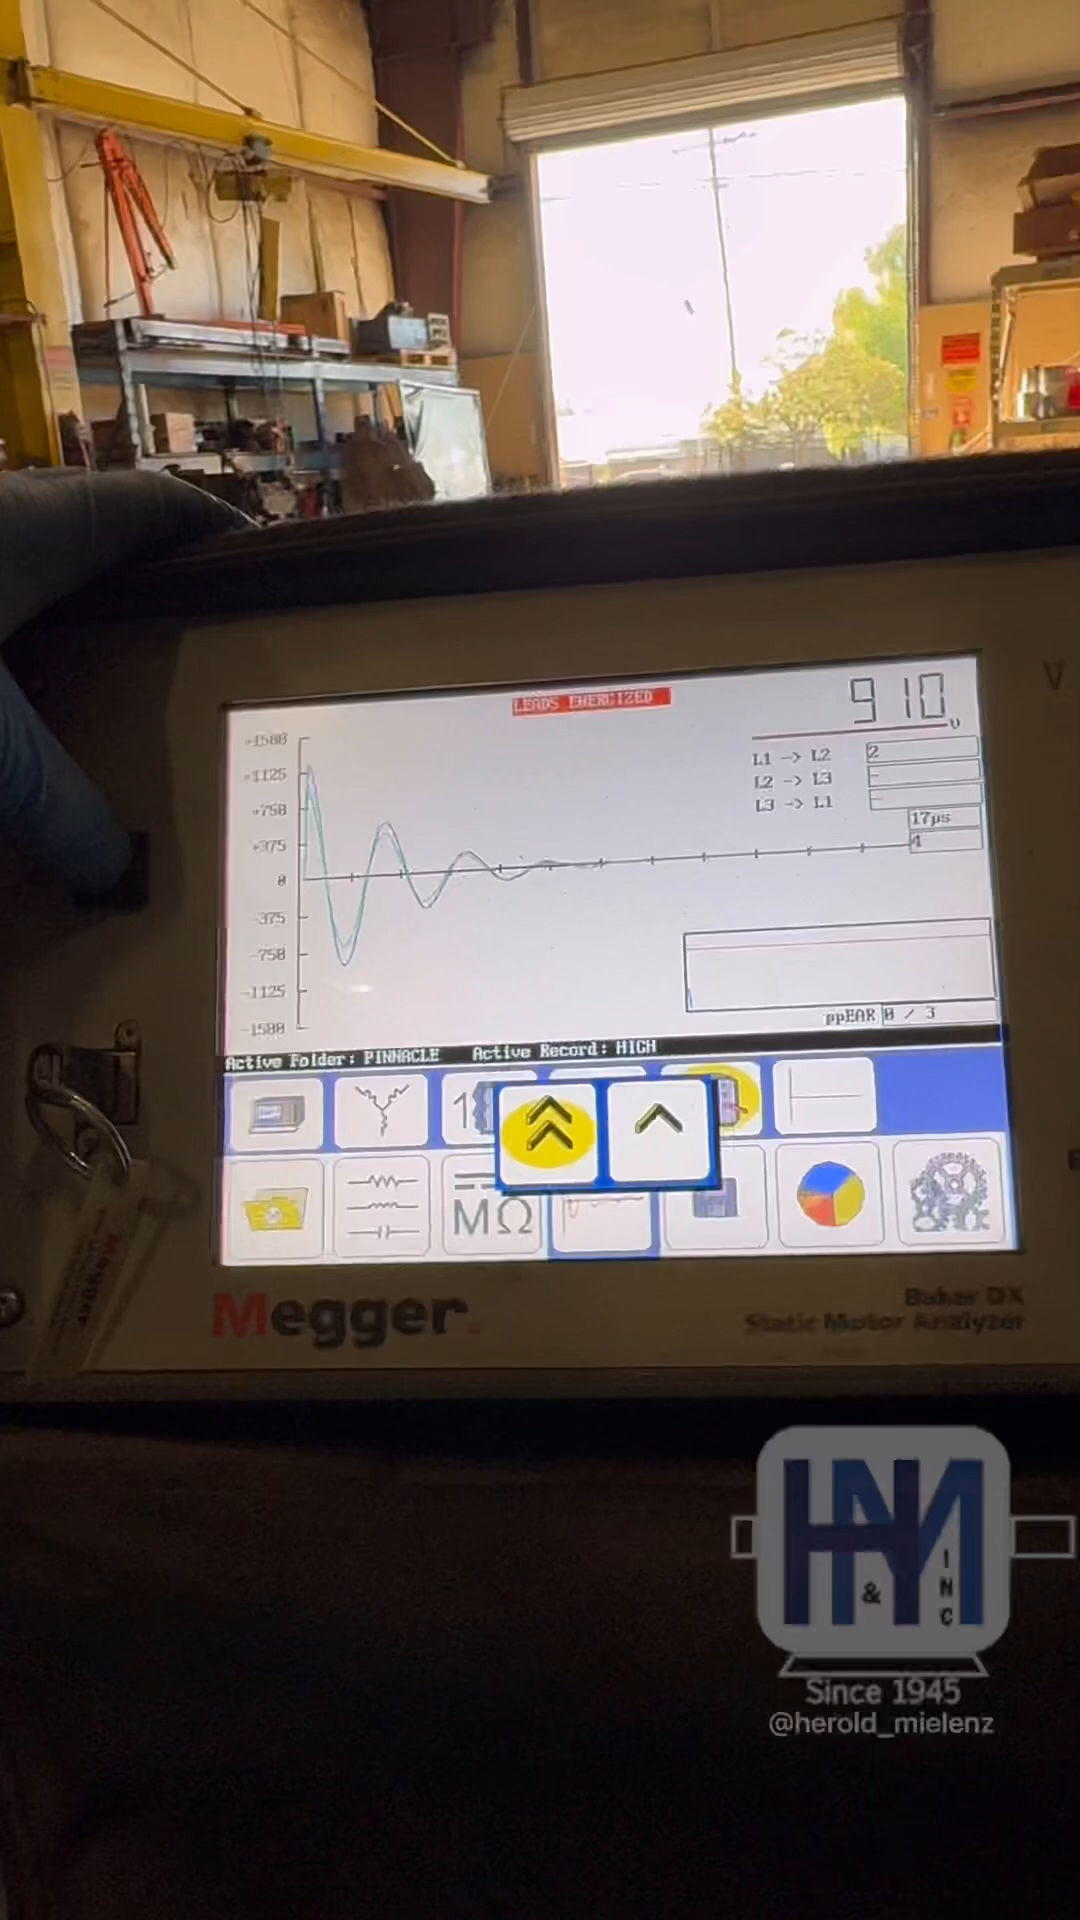 LEADS ENERGIZED
910
V
+1500
+1125
+750
+375
0
-375
-750
-1125
-1500
L1 -> L2 2
L2 -> L3 -
L3 -> L1 -
17µs
4
ppEAR 0 / 3
Active Folder: PINNACLE Active Record: HIGH
MΩ
Megger.
Baker DX
Static Motor Analyzer
Megger
H&M
INC
Since 1945
@herold_mielenz